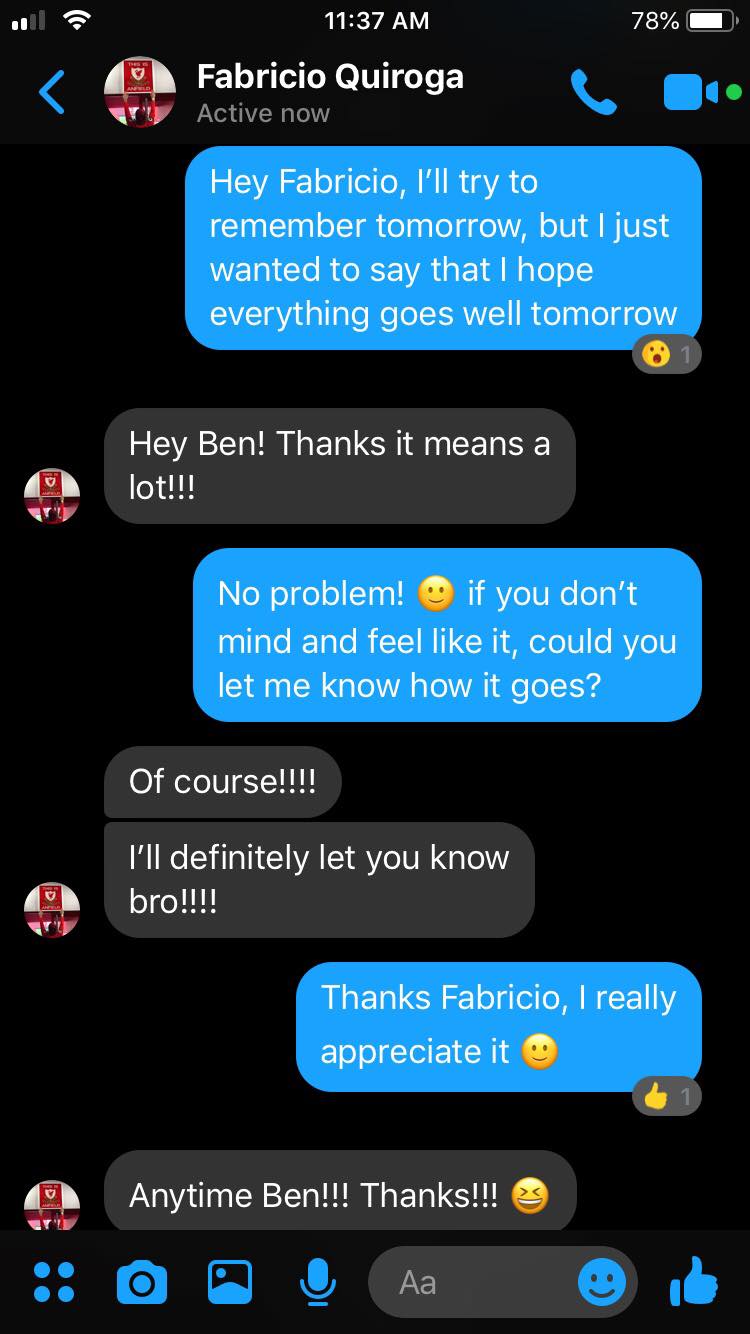 11:37 AM
78%
Fabricio Quiroga
Active now
Hey Fabricio, I’ll try to
remember tomorrow, but I just
wanted to say that I hope
everything goes well tomorrow
😮 1
Hey Ben! Thanks it means a
lot!!!
No problem! 🙂 if you don’t
mind and feel like it, could you
let me know how it goes?
Of course!!!!
I’ll definitely let you know
bro!!!!
Thanks Fabricio, I really
appreciate it 🙂
👍 1
Anytime Ben!!! Thanks!!! 😆
Aa
THIS IS
ANFIELD